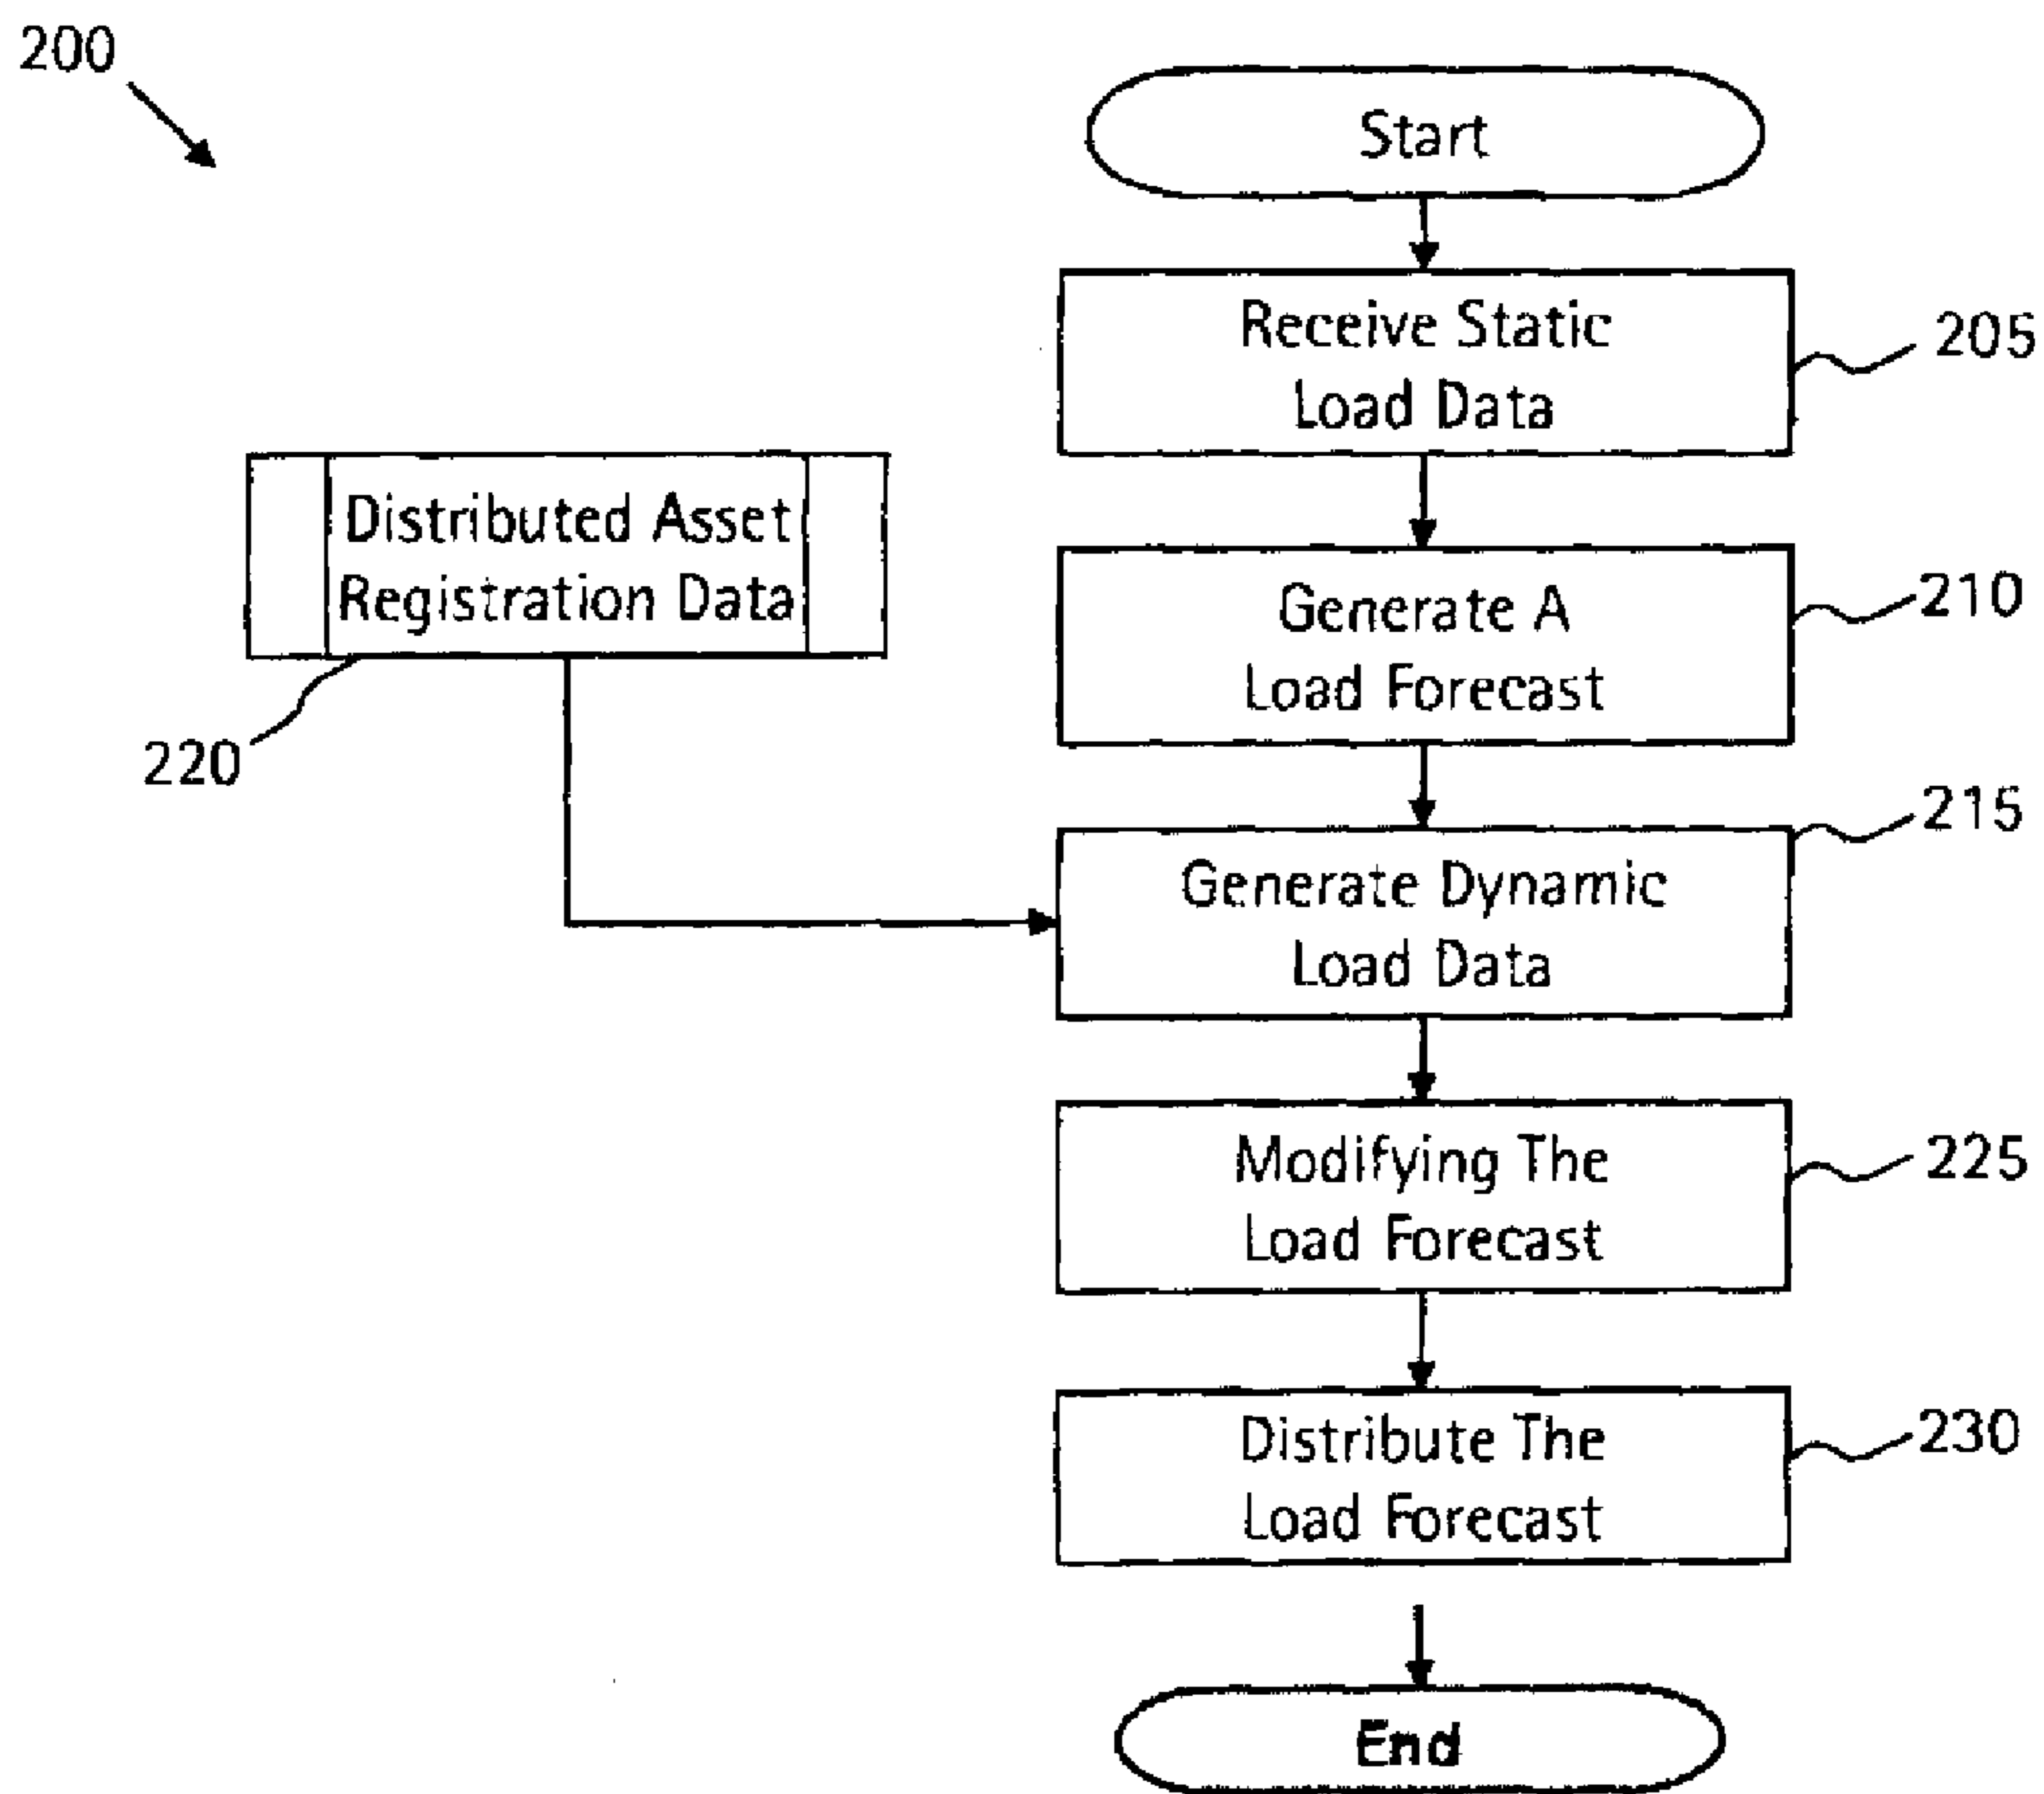 200
Start
Receive Static
Load Data
205
Distributed Asset
Registration Data
220
Generate A
Load Forecast
210
Generate Dynamic
Load Data
215
Modifying The
Load Forecast
225
Distribute The
Load Forecast
230
End